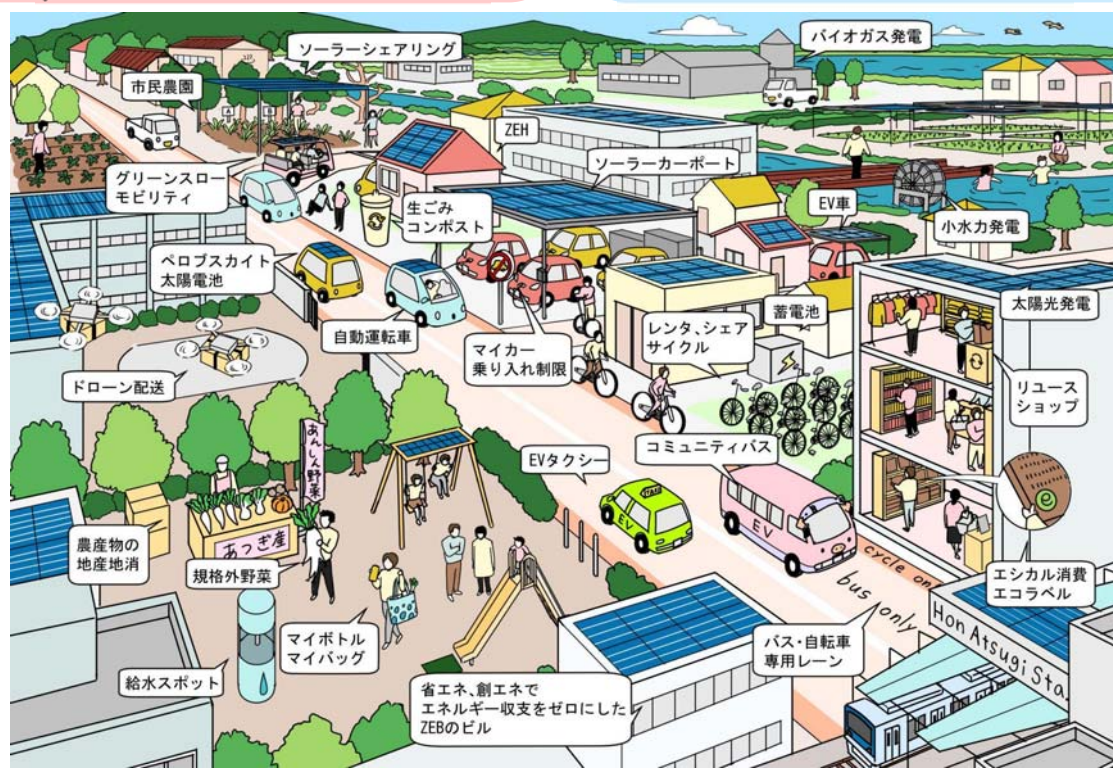 ソーラーシェアリング
バイオガス発電
市民農園
ZEH
ソーラーカーポート
グリーンスロー
モビリティ
生ごみ
コンポスト
EV車
小水力発電
ペロブスカイト
太陽電池
太陽光発電
自動運転車
マイカー
乗り入れ制限
レンタ、シェア
サイクル
蓄電池
ドローン配送
リユース
ショップ
あんしん野菜
EVタクシー
コミュニティバス
TAXI
EV
EV
農産物の
地産地消
あつぎ産
規格外野菜
cycle on
bus only
エシカル消費
エコラベル
Hon Atsugi Sta.
マイボトル
マイバッグ
バス・自転車
専用レーン
給水スポット
省エネ、創エネで
エネルギー収支をゼロにした
ZEBのビル